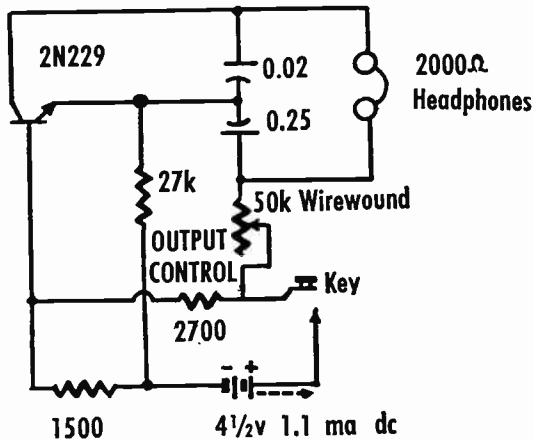 2N229
0.02
2000Ω
Headphones
0.25
27k
50k Wirewound
OUTPUT
CONTROL
Key
2700
- +
1500
4½v 1.1 ma dc